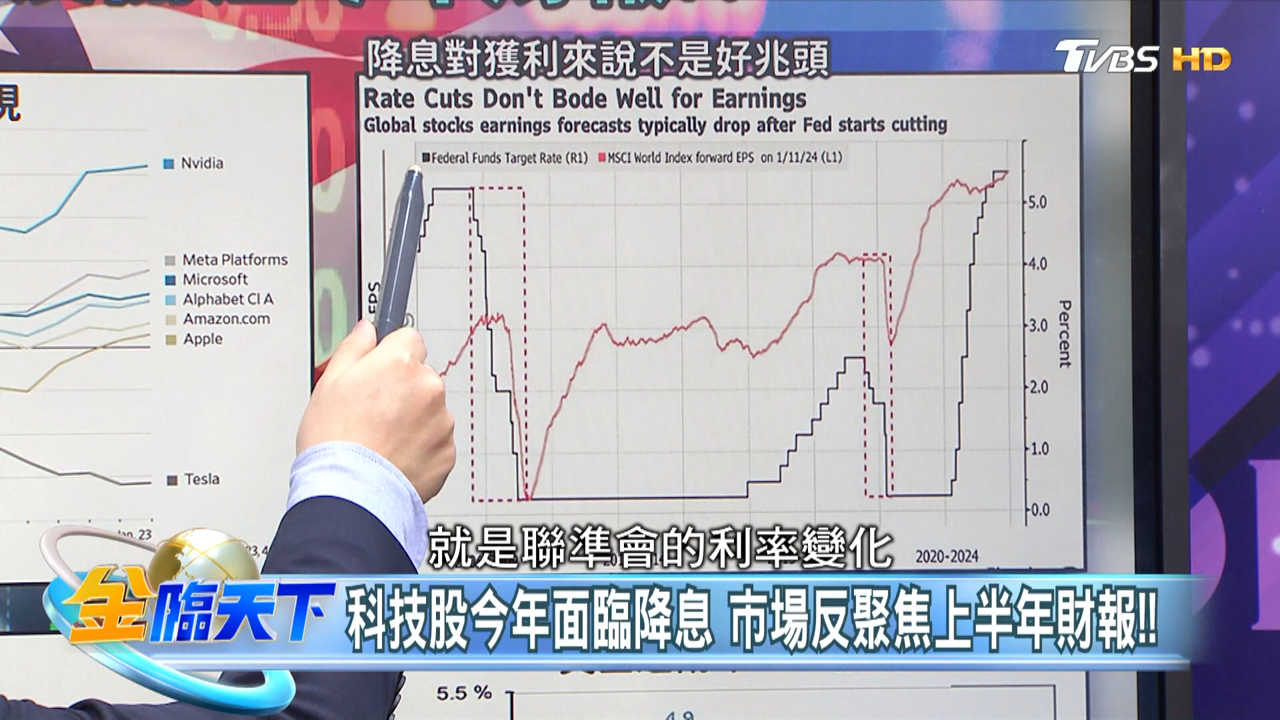 降息對獲利來說不是好兆頭
TVBS HD
現
Rate Cuts Don't Bode Well for Earnings
Global stocks earnings forecasts typically drop after Fed starts cutting
Federal Funds Target Rate (R1) MSCI World Index forward EPS on 1/11/24 (L1)
Nvidia
Meta Platforms
Microsoft
Alphabet Cl A
Amazon.com
Apple
Tesla
Jan. 23
EPS
5.0
4.0
3.0
2.0
1.0
0.0
Percent
2020-2024
就是聯準會的利率變化
金臨天下
科技股今年面臨降息 市場反聚焦上半年財報!!
5.5 %
4.9